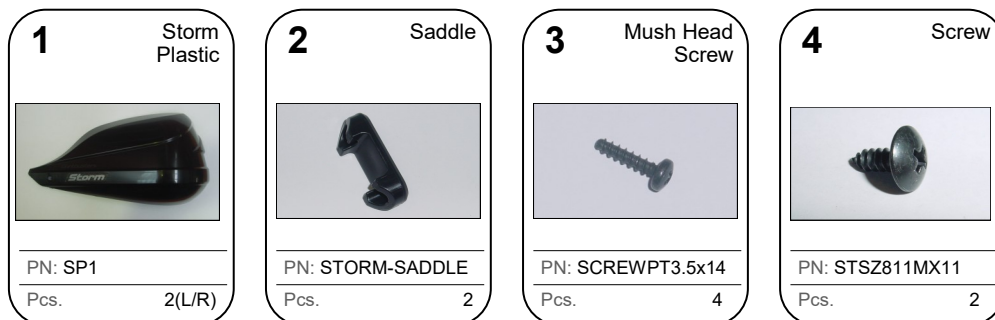 1
Storm
Plastic
Storm
PN: SP1
Pcs. 2(L/R)
2
Saddle
PN: STORM-SADDLE
Pcs. 2
3
Mush Head
Screw
PN: SCREWPT3.5x14
Pcs. 4
4
Screw
PN: STSZ811MX11
Pcs. 2